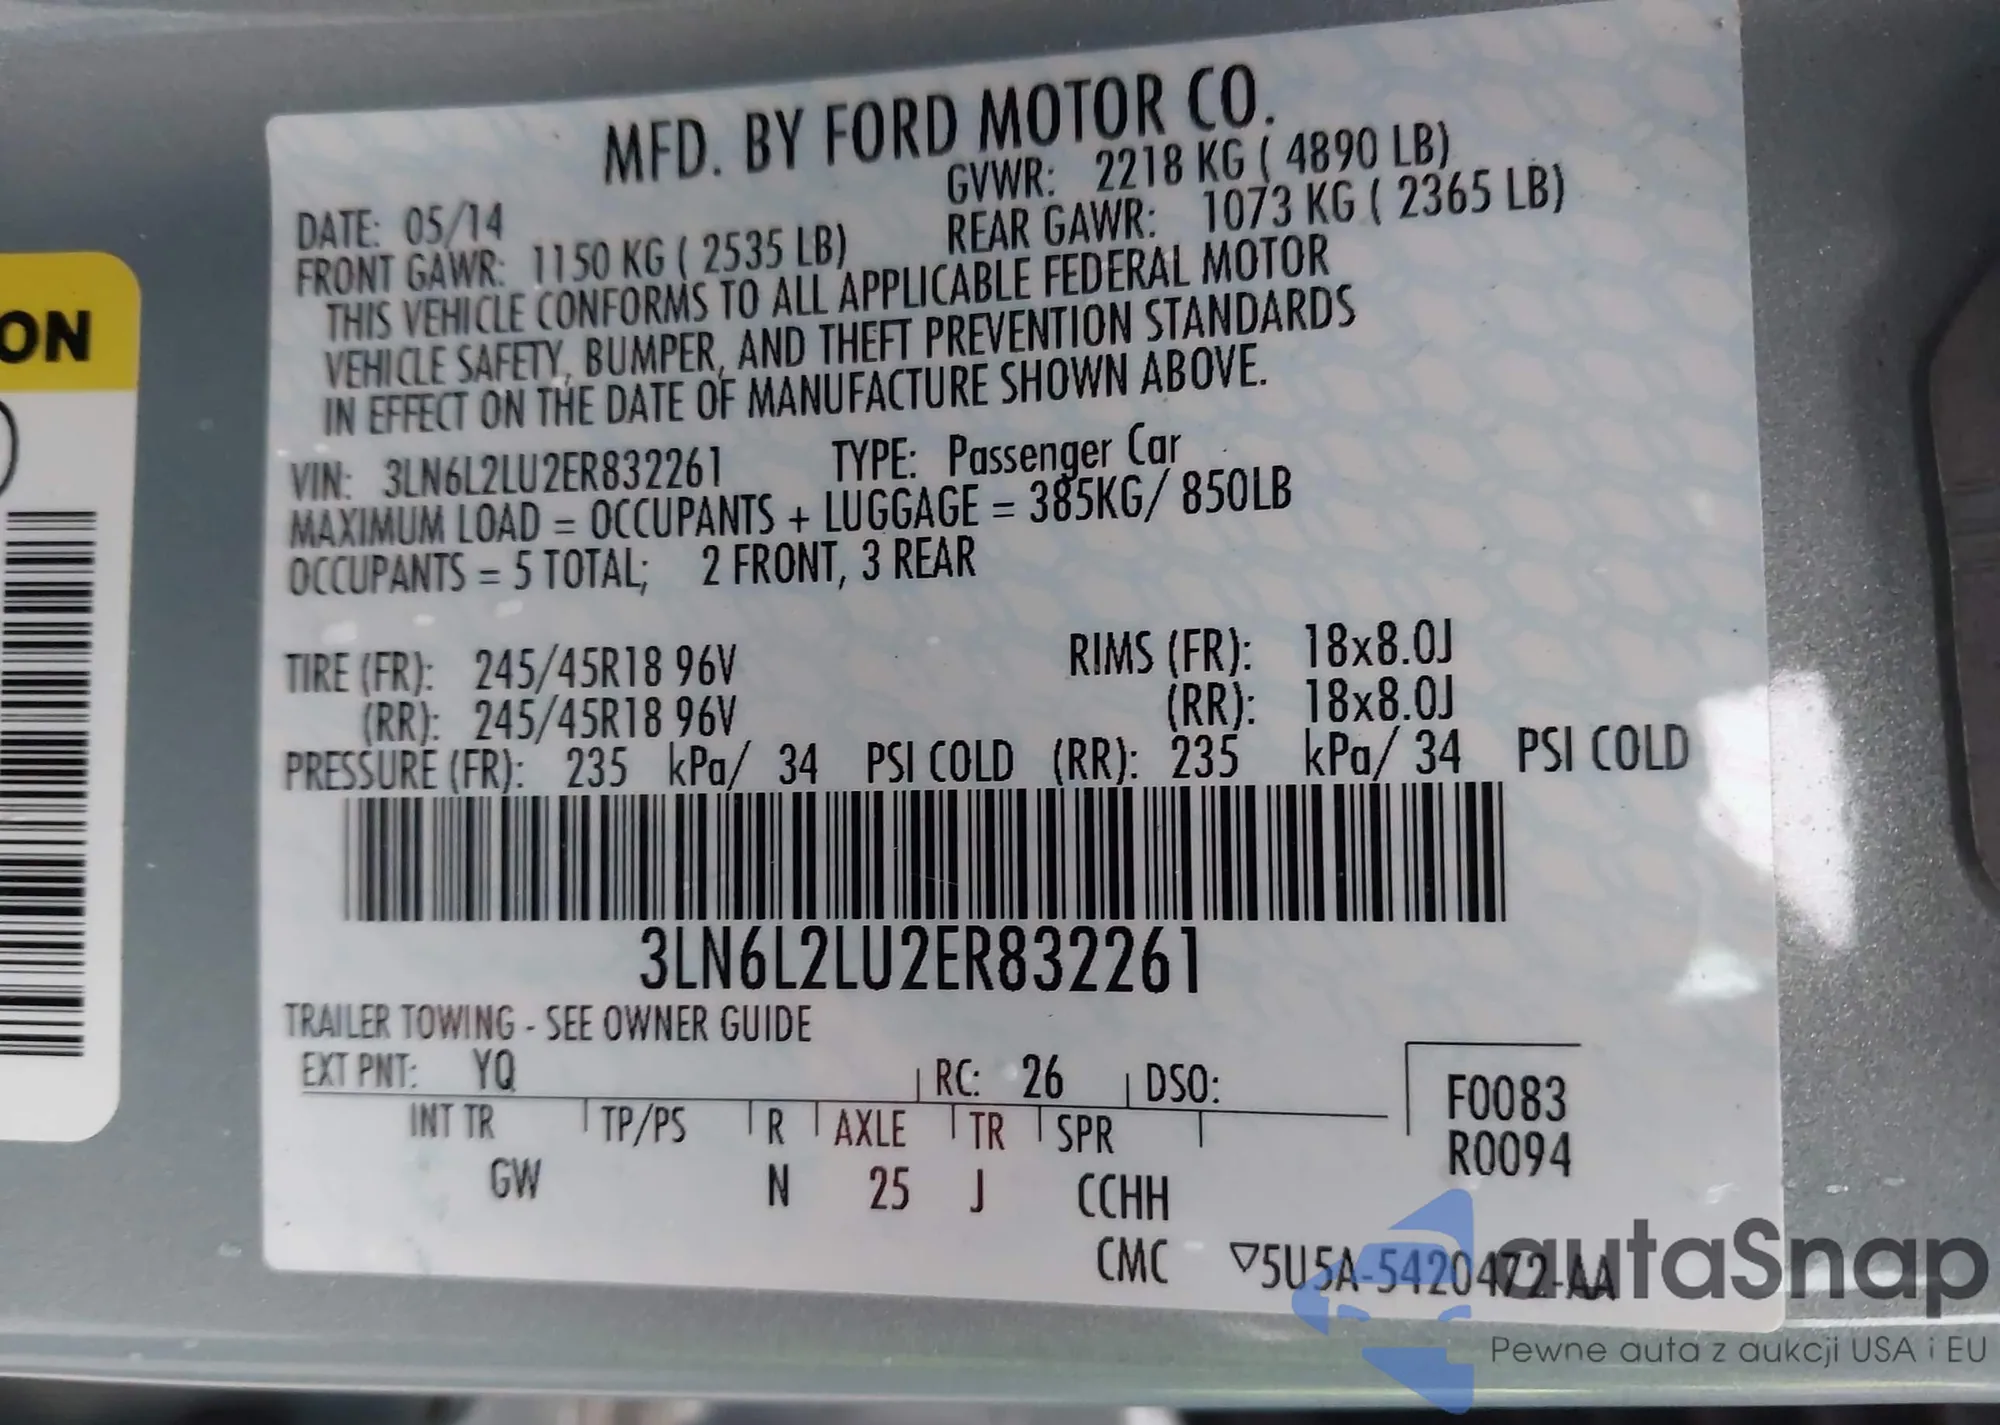 MFD. BY FORD MOTOR CO.
DATE: 05/14 GVWR: 2218 KG ( 4890 LB)
FRONT GAWR: 1150 KG ( 2535 LB) REAR GAWR: 1073 KG ( 2365 LB)
THIS VEHICLE CONFORMS TO ALL APPLICABLE FEDERAL MOTOR
VEHICLE SAFETY, BUMPER, AND THEFT PREVENTION STANDARDS
IN EFFECT ON THE DATE OF MANUFACTURE SHOWN ABOVE.
VIN: 3LN6L2LU2ER832261 TYPE: Passenger Car
MAXIMUM LOAD = OCCUPANTS + LUGGAGE = 385KG/ 850LB
OCCUPANTS = 5 TOTAL; 2 FRONT, 3 REAR
TIRE (FR): 245/45R18 96V RIMS (FR): 18x8.0J
(RR): 245/45R18 96V (RR): 18x8.0J
PRESSURE (FR): 235 kPa/ 34 PSI COLD (RR): 235 kPa/ 34 PSI COLD
3LN6L2LU2ER832261
TRAILER TOWING - SEE OWNER GUIDE
EXT PNT: YQ RC: 26 DSO:
INT TR TP/PS R AXLE TR SPR
GW N 25 J CCHH
F0083
R0094
CMC ▽5U5A-5420472-AA
ON
autaSnap
Pewne auta z aukcji USA i EU